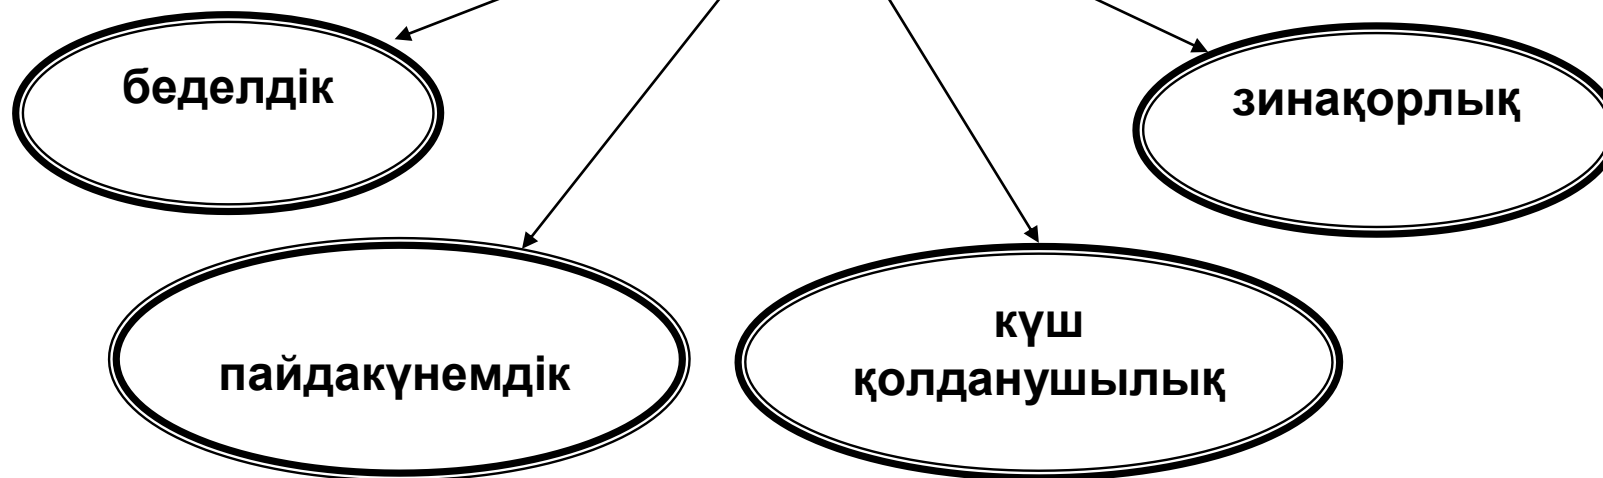 беделдік
зинақорлық
пайдакүнемдік
күш
қолданушылық